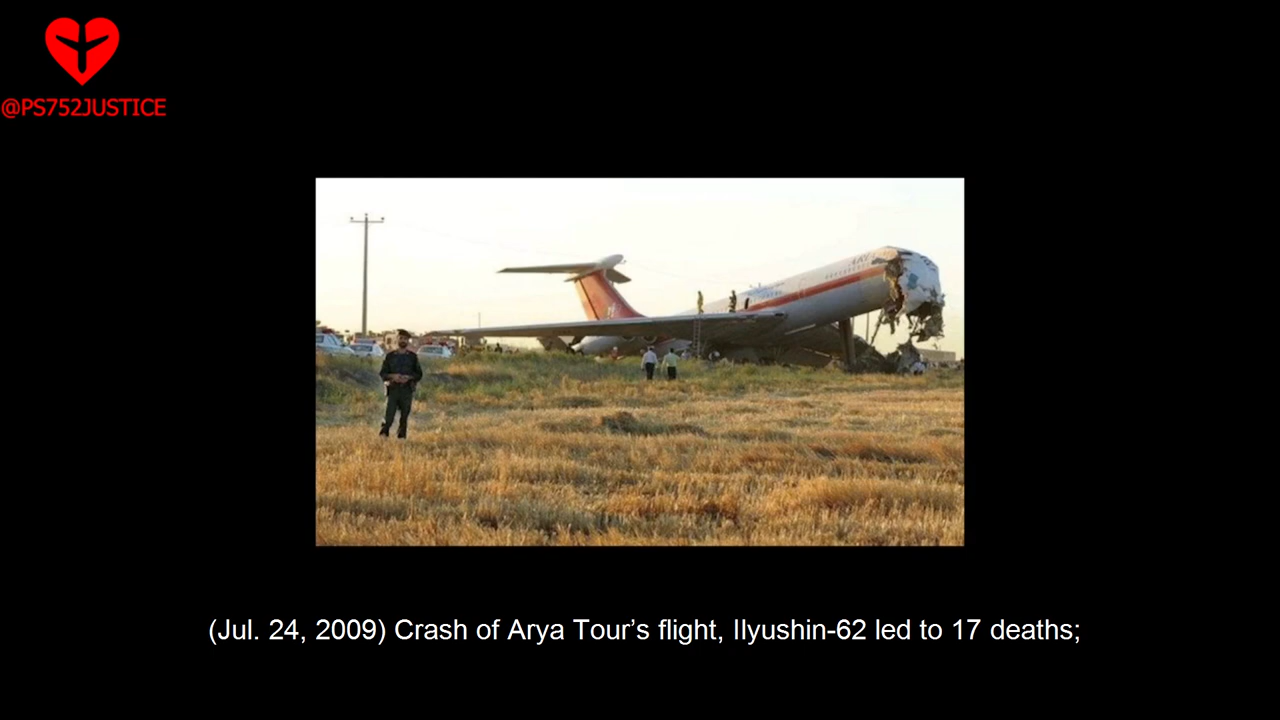 @PS752JUSTICE
(Jul. 24, 2009) Crash of Arya Tour’s flight, Ilyushin-62 led to 17 deaths;